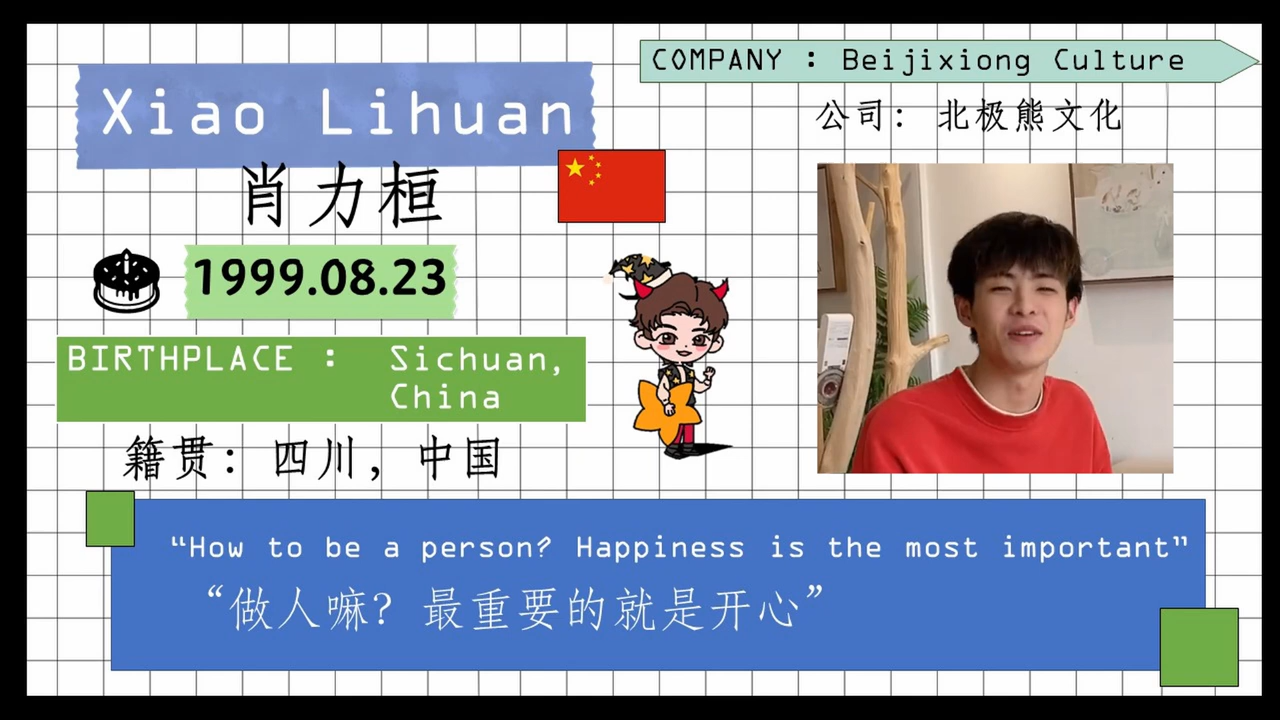 COMPANY : Beijixiong Culture
公司: 北极熊文化
Xiao Lihuan
肖力桓
1999.08.23
BIRTHPLACE : Sichuan,
China
籍贯: 四川, 中国
“How to be a person? Happiness is the most important”
“做人嘛? 最重要的就是开心”